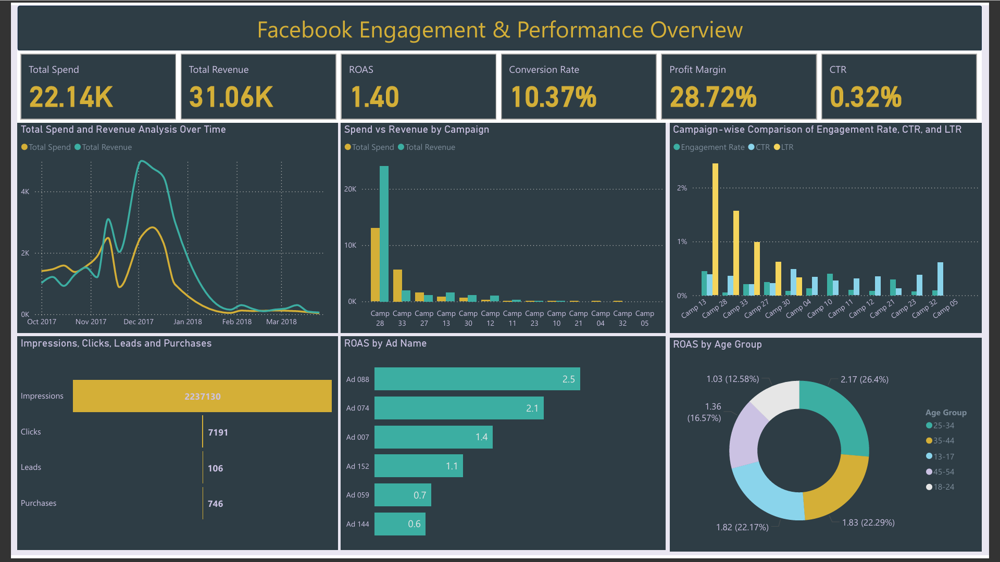 Facebook Engagement & Performance Overview
Total Spend
22.14K
Total Revenue
31.06K
ROAS
1.40
Conversion Rate
10.37%
Profit Margin
28.72%
CTR
0.32%
Total Spend and Revenue Analysis Over Time
Total Spend Total Revenue
4K
2K
0K
Oct 2017 Nov 2017 Dec 2017 Jan 2018 Feb 2018 Mar 2018
Spend vs Revenue by Campaign
Total Spend Total Revenue
20K
10K
0K
Camp Camp Camp Camp Camp Camp Camp Camp Camp Camp Camp Camp Camp
28 33 27 13 30 12 11 23 10 21 04 32 05
Campaign-wise Comparison of Engagement Rate, CTR, and LTR
Engagement Rate CTR LTR
2%
1%
0%
Camp 13 Camp 28 Camp 33 Camp 27 Camp 30 Camp 04 Camp 10 Camp 11 Camp 12 Camp 21 Camp 23 Camp 32 Camp 05
Impressions, Clicks, Leads and Purchases
Impressions 2237130
Clicks 7191
Leads 106
Purchases 746
ROAS by Ad Name
Ad 088 2.5
Ad 074 2.1
Ad 007 1.4
Ad 152 1.1
Ad 059 0.7
Ad 144 0.6
ROAS by Age Group
1.03 (12.58%) 2.17 (26.4%)
1.36
(16.57%)
1.82 (22.17%) 1.83 (22.29%)
Age Group
25-34
35-44
13-17
45-54
18-24